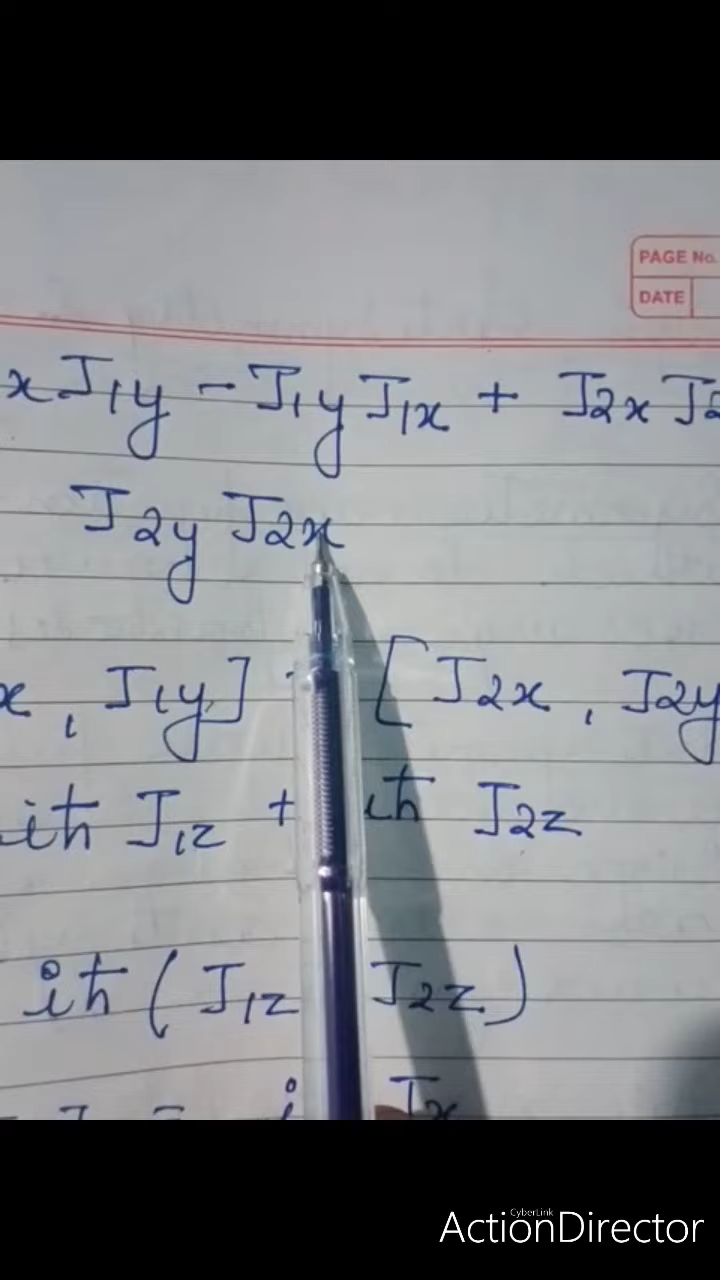 PAGE No.
DATE
x J1y - J1y J1x + J2x J2
J2y J2x
x , J1y] [ J2x , J2y
iħ J1z + iħ J2z
iħ ( J1z J2z )
CyberLink
ActionDirector